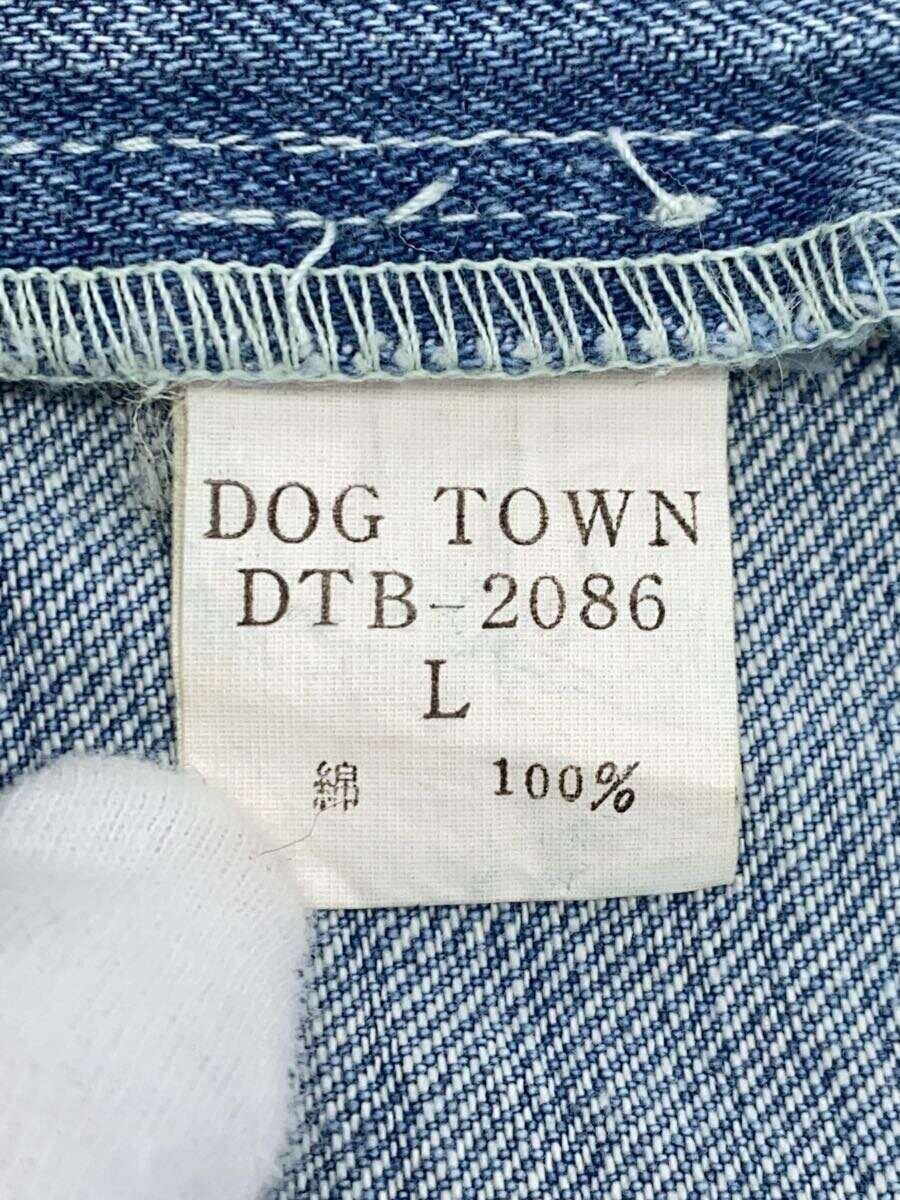 DOG TOWN
DTB-2086
L
綿 100%